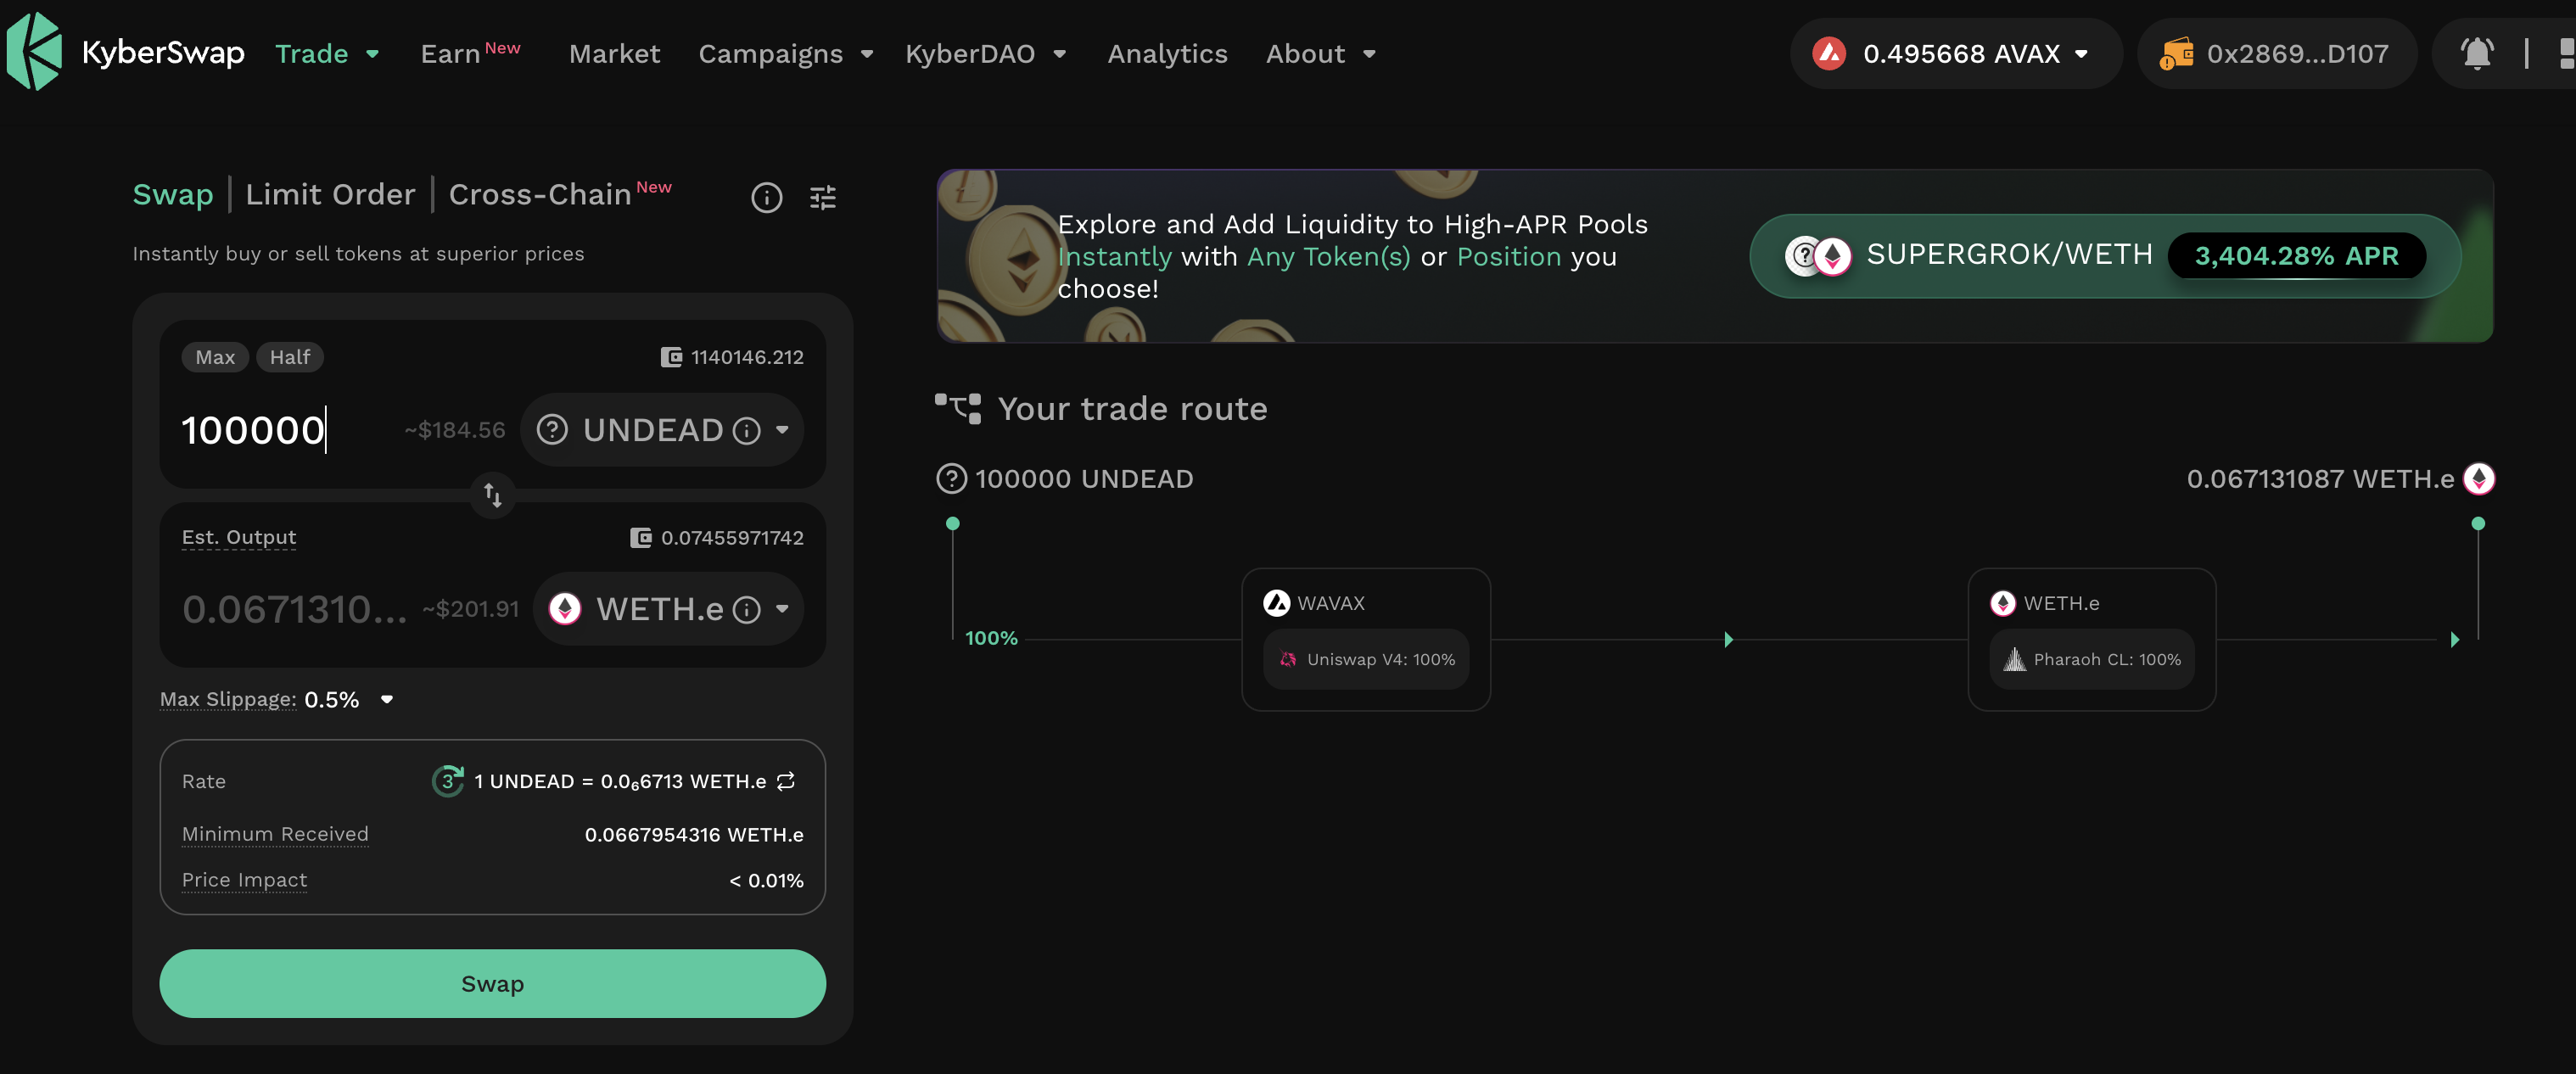 KyberSwap Trade Earn New Market Campaigns KyberDAO Analytics About 0.495668 AVAX 0x2869...D107
Swap | Limit Order | Cross-Chain New
Instantly buy or sell tokens at superior prices
Max Half 1140146.212
100000 ~$184.56 UNDEAD
Est. Output 0.07455971742
0.0671310... ~$201.91 WETH.e
Max Slippage: 0.5%
Rate 3 1 UNDEAD = 0.0₆6713 WETH.e
Minimum Received 0.0667954316 WETH.e
Price Impact < 0.01%
Swap
Explore and Add Liquidity to High-APR Pools
Instantly with Any Token(s) or Position you
choose!
SUPERGROK/WETH 3,404.28% APR
Your trade route
100000 UNDEAD 0.067131087 WETH.e
100%
WAVAX
Uniswap V4: 100%
WETH.e
Pharaoh CL: 100%